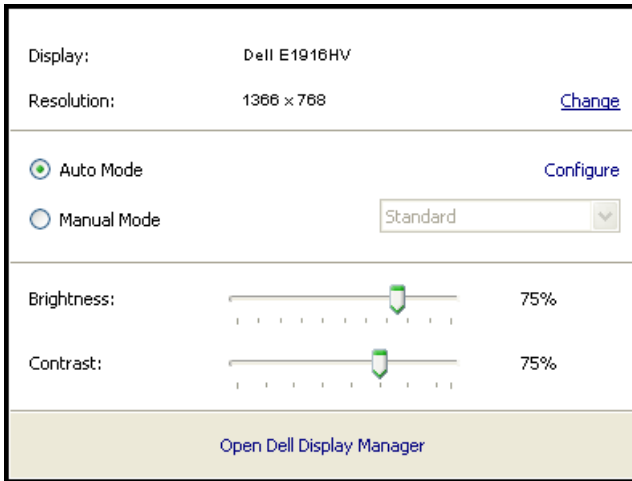 Display: Dell E1916HV
Resolution: 1366 x 768 Change
Auto Mode Configure
Manual Mode Standard
Brightness: 75%
Contrast: 75%
Open Dell Display Manager